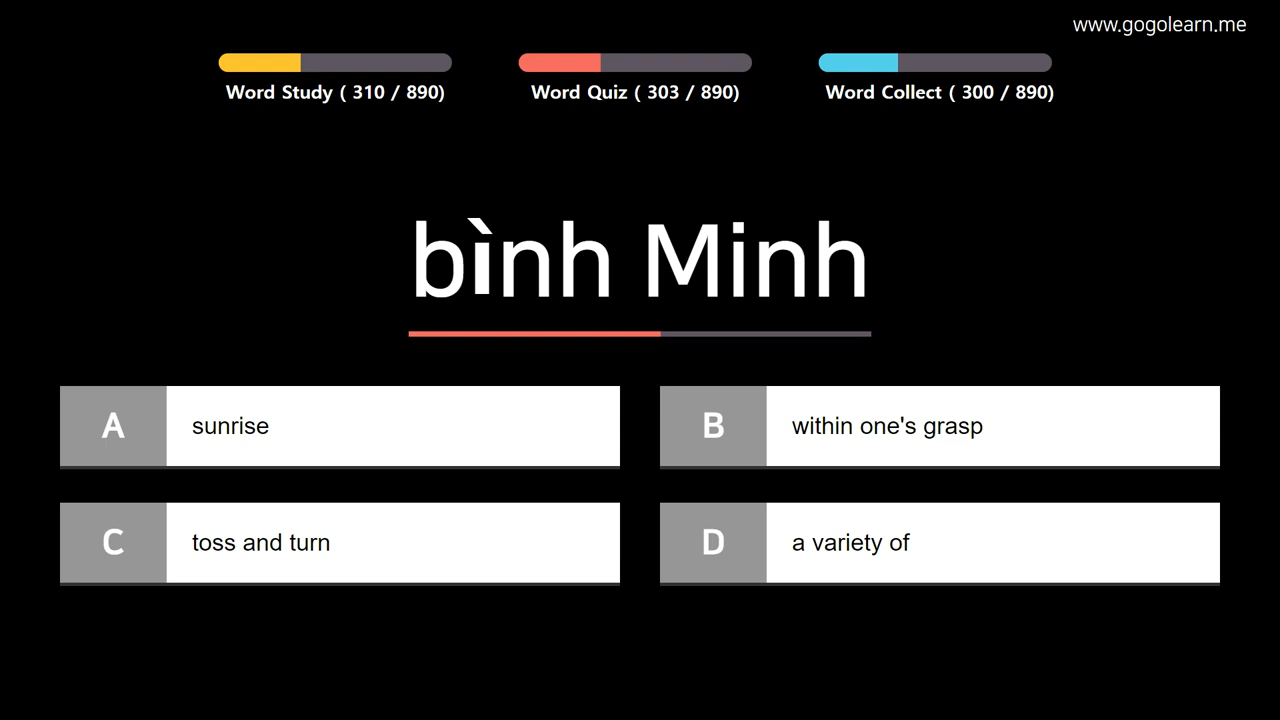 www.gogolearn.me
Word Study ( 310 / 890)
Word Quiz ( 303 / 890)
Word Collect ( 300 / 890)
bình Minh
A sunrise
B within one's grasp
C toss and turn
D a variety of